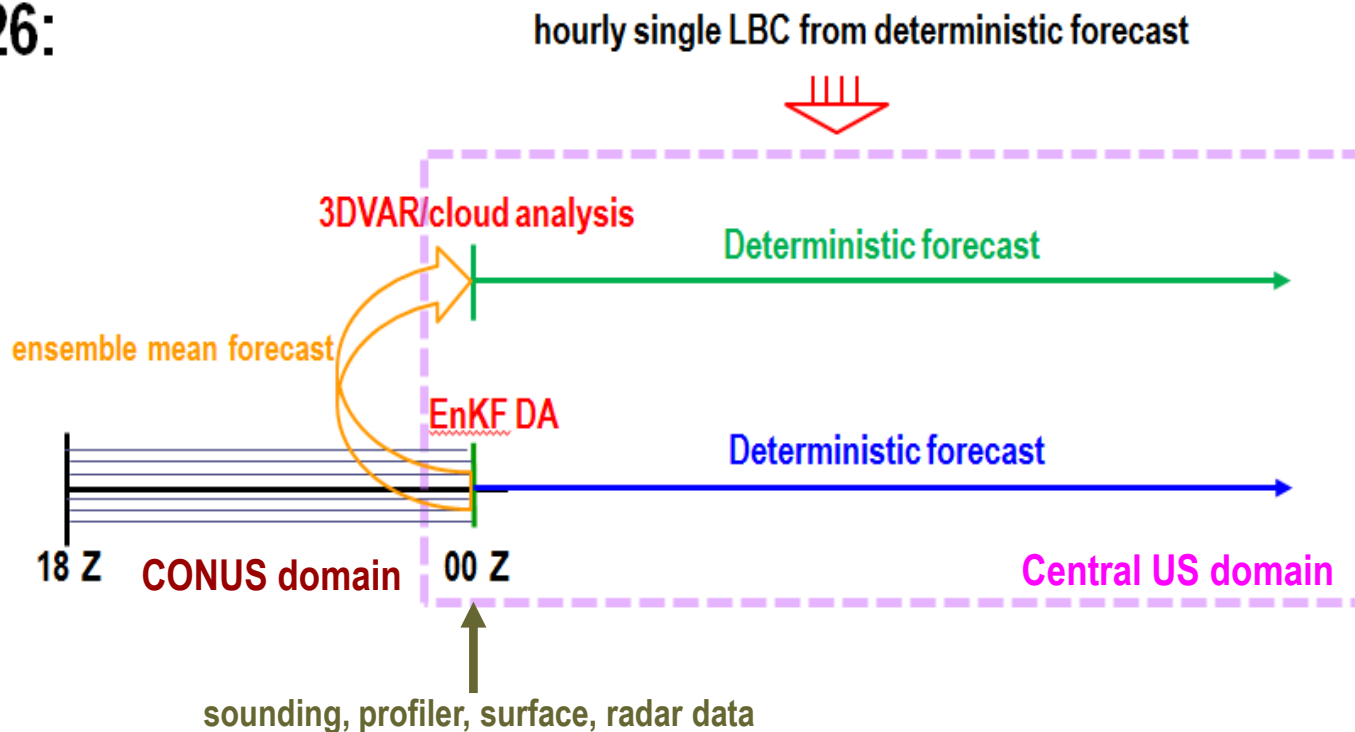 26:
hourly single LBC from deterministic forecast
3DVAR/cloud analysis
Deterministic forecast
ensemble mean forecast
EnKF DA
Deterministic forecast
18 Z
CONUS domain
00 Z
Central US domain
sounding, profiler, surface, radar data